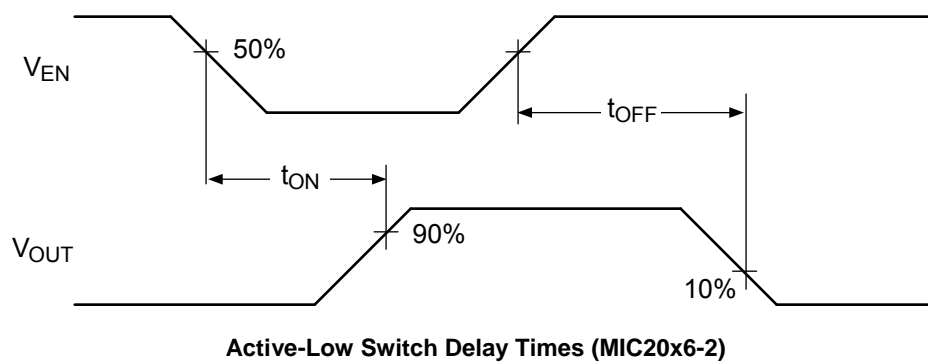 V_EN
50%
t_OFF
t_ON
V_OUT
90%
10%
Active-Low Switch Delay Times (MIC20x6-2)